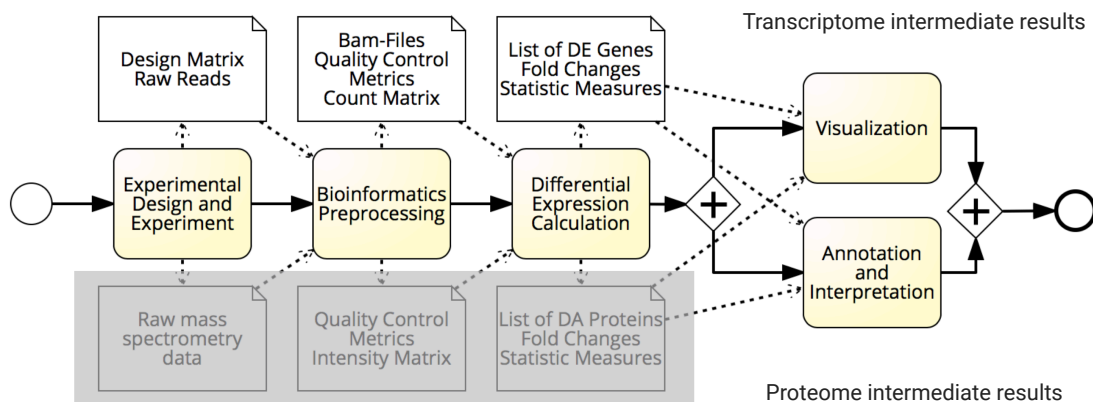 Transcriptome intermediate results
Design Matrix
Raw Reads
Bam-Files
Quality Control
Metrics
Count Matrix
List of DE Genes
Fold Changes
Statistic Measures
Experimental
Design and
Experiment
Bioinformatics
Preprocessing
Differential
Expression
Calculation
Visualization
Annotation
and
Interpretation
Raw mass
spectrometry
data
Quality Control
Metrics
Intensity Matrix
List of DA Proteins
Fold Changes
Statistic Measures
Proteome intermediate results